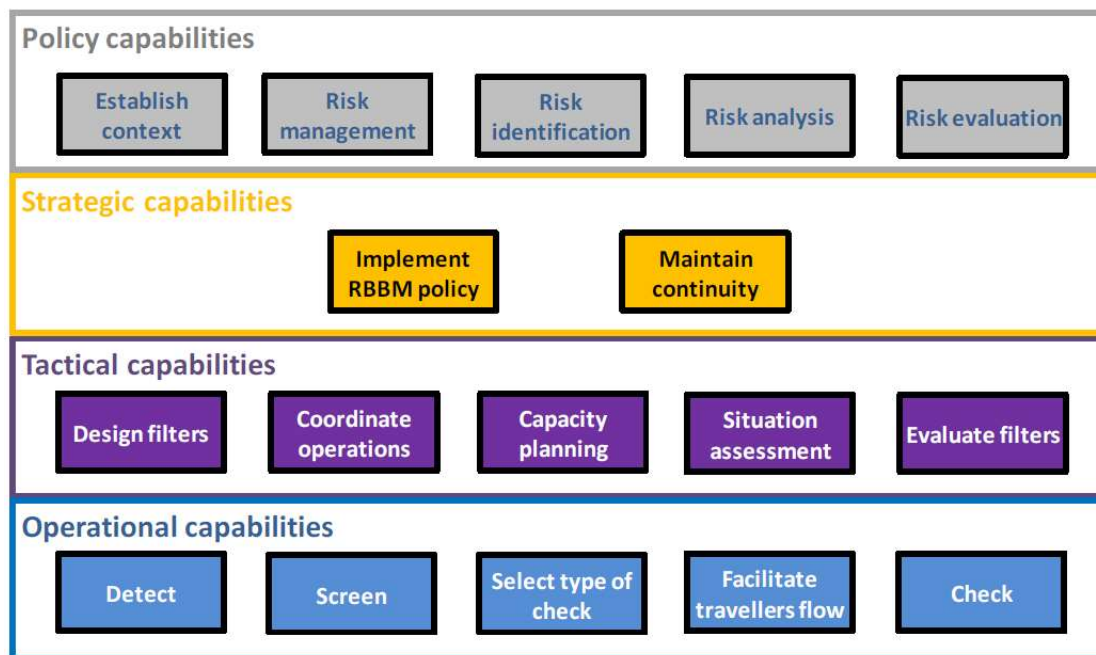 Policy capabilities
Establish
context
Risk
management
Risk
identification
Risk analysis
Risk evaluation
Strategic capabilities
Implement
RBBM policy
Maintain
continuity
Tactical capabilities
Design filters
Coordinate
operations
Capacity
planning
Situation
assessment
Evaluate filters
Operational capabilities
Detect
Screen
Select type of
check
Facilitate
travellers flow
Check